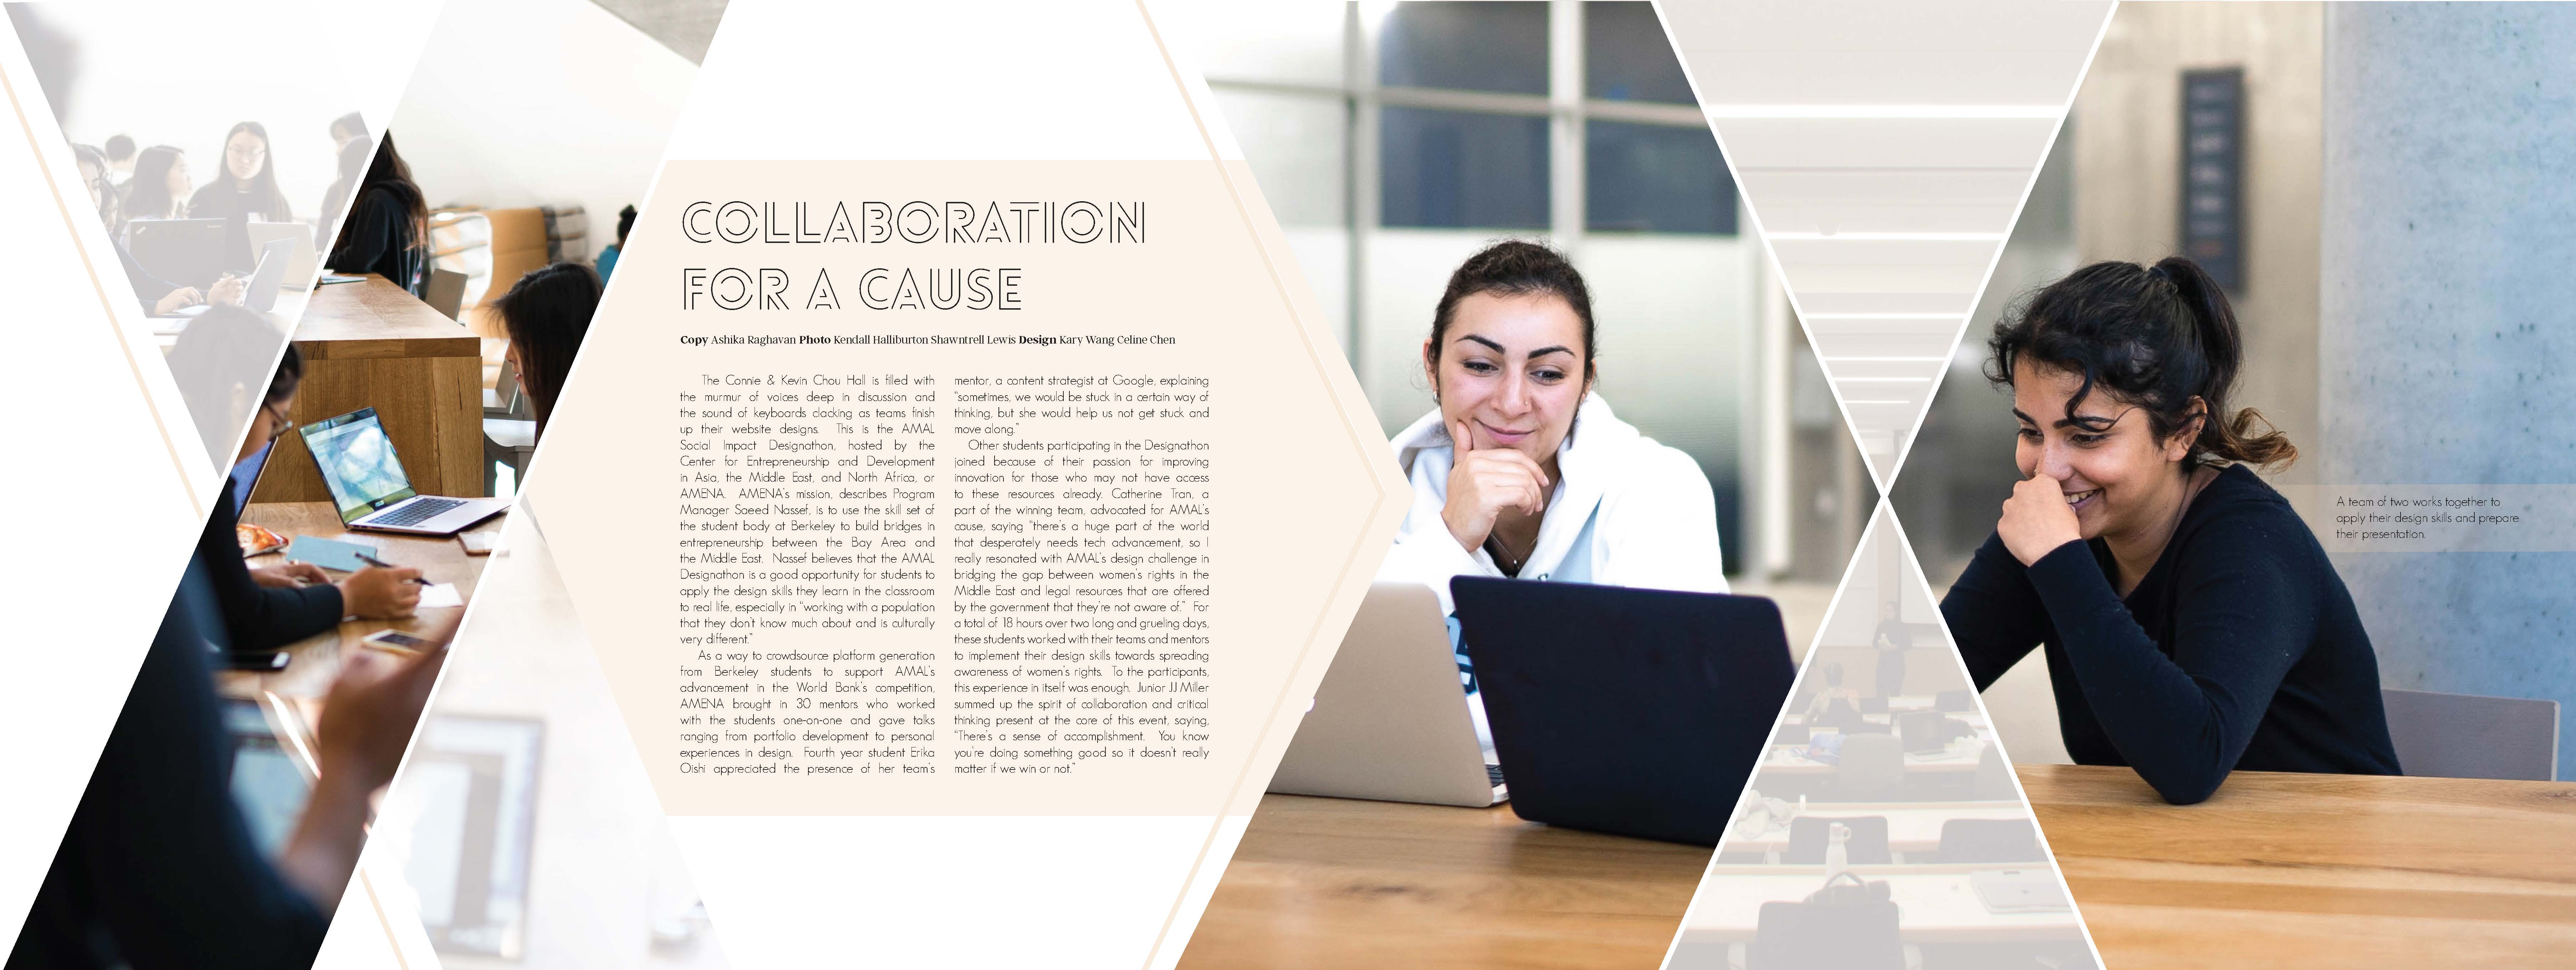 COLLABORATION
FOR A CAUSE
Copy Ashika Raghavan Photo Kendall Halliburton Shawntrell Lewis Design Kary Wang Celine Chen
The Connie & Kevin Chou Hall is filled with
the murmur of voices deep in discussion and
the sound of keyboards clacking as teams finish
up their website designs. This is the AMAL
Social Impact Designathon, hosted by the
Center for Entrepreneurship and Development
in Asia, the Middle East, and North Africa, or
AMENA. AMENA's mission, describes Program
Manager Saeed Nassef, is to use the skill set of
the student body at Berkeley to build bridges in
entrepreneurship between the Bay Area and
the Middle East. Nassef believes that the AMAL
Designathon is a good opportunity for students to
apply the design skills they learn in the classroom
to real life, especially in "working with a population
that they don't know much about and is culturally
very different."
As a way to crowdsource platform generation
from Berkeley students to support AMAL's
advancement in the World Bank's competition,
AMENA brought in 30 mentors who worked
with the students one-on-one and gave talks
ranging from portfolio development to personal
experiences in design. Fourth year student Erika
Oishi appreciated the presence of her team's
mentor, a content strategist at Google, explaining
"sometimes, we would be stuck in a certain way of
thinking, but she would help us not get stuck and
move along."
Other students participating in the Designathon
joined because of their passion for improving
innovation for those who may not have access
to these resources already. Catherine Tran, a
part of the winning team, advocated for AMAL's
cause, saying "there's a huge part of the world
that desperately needs tech advancement, so I
really resonated with AMAL's design challenge in
bridging the gap between women's rights in the
Middle East and legal resources that are offered
by the government that they're not aware of." For
a total of 18 hours over two long and grueling days,
these students worked with their teams and mentors
to implement their design skills towards spreading
awareness of women's rights. To the participants,
this experience in itself was enough. Junior JJ Miller
summed up the spirit of collaboration and critical
thinking present at the core of this event, saying,
"There's a sense of accomplishment. You know
you're doing something good so it doesn't really
matter if we win or not."
A team of two works together to
apply their design skills and prepare
their presentation.